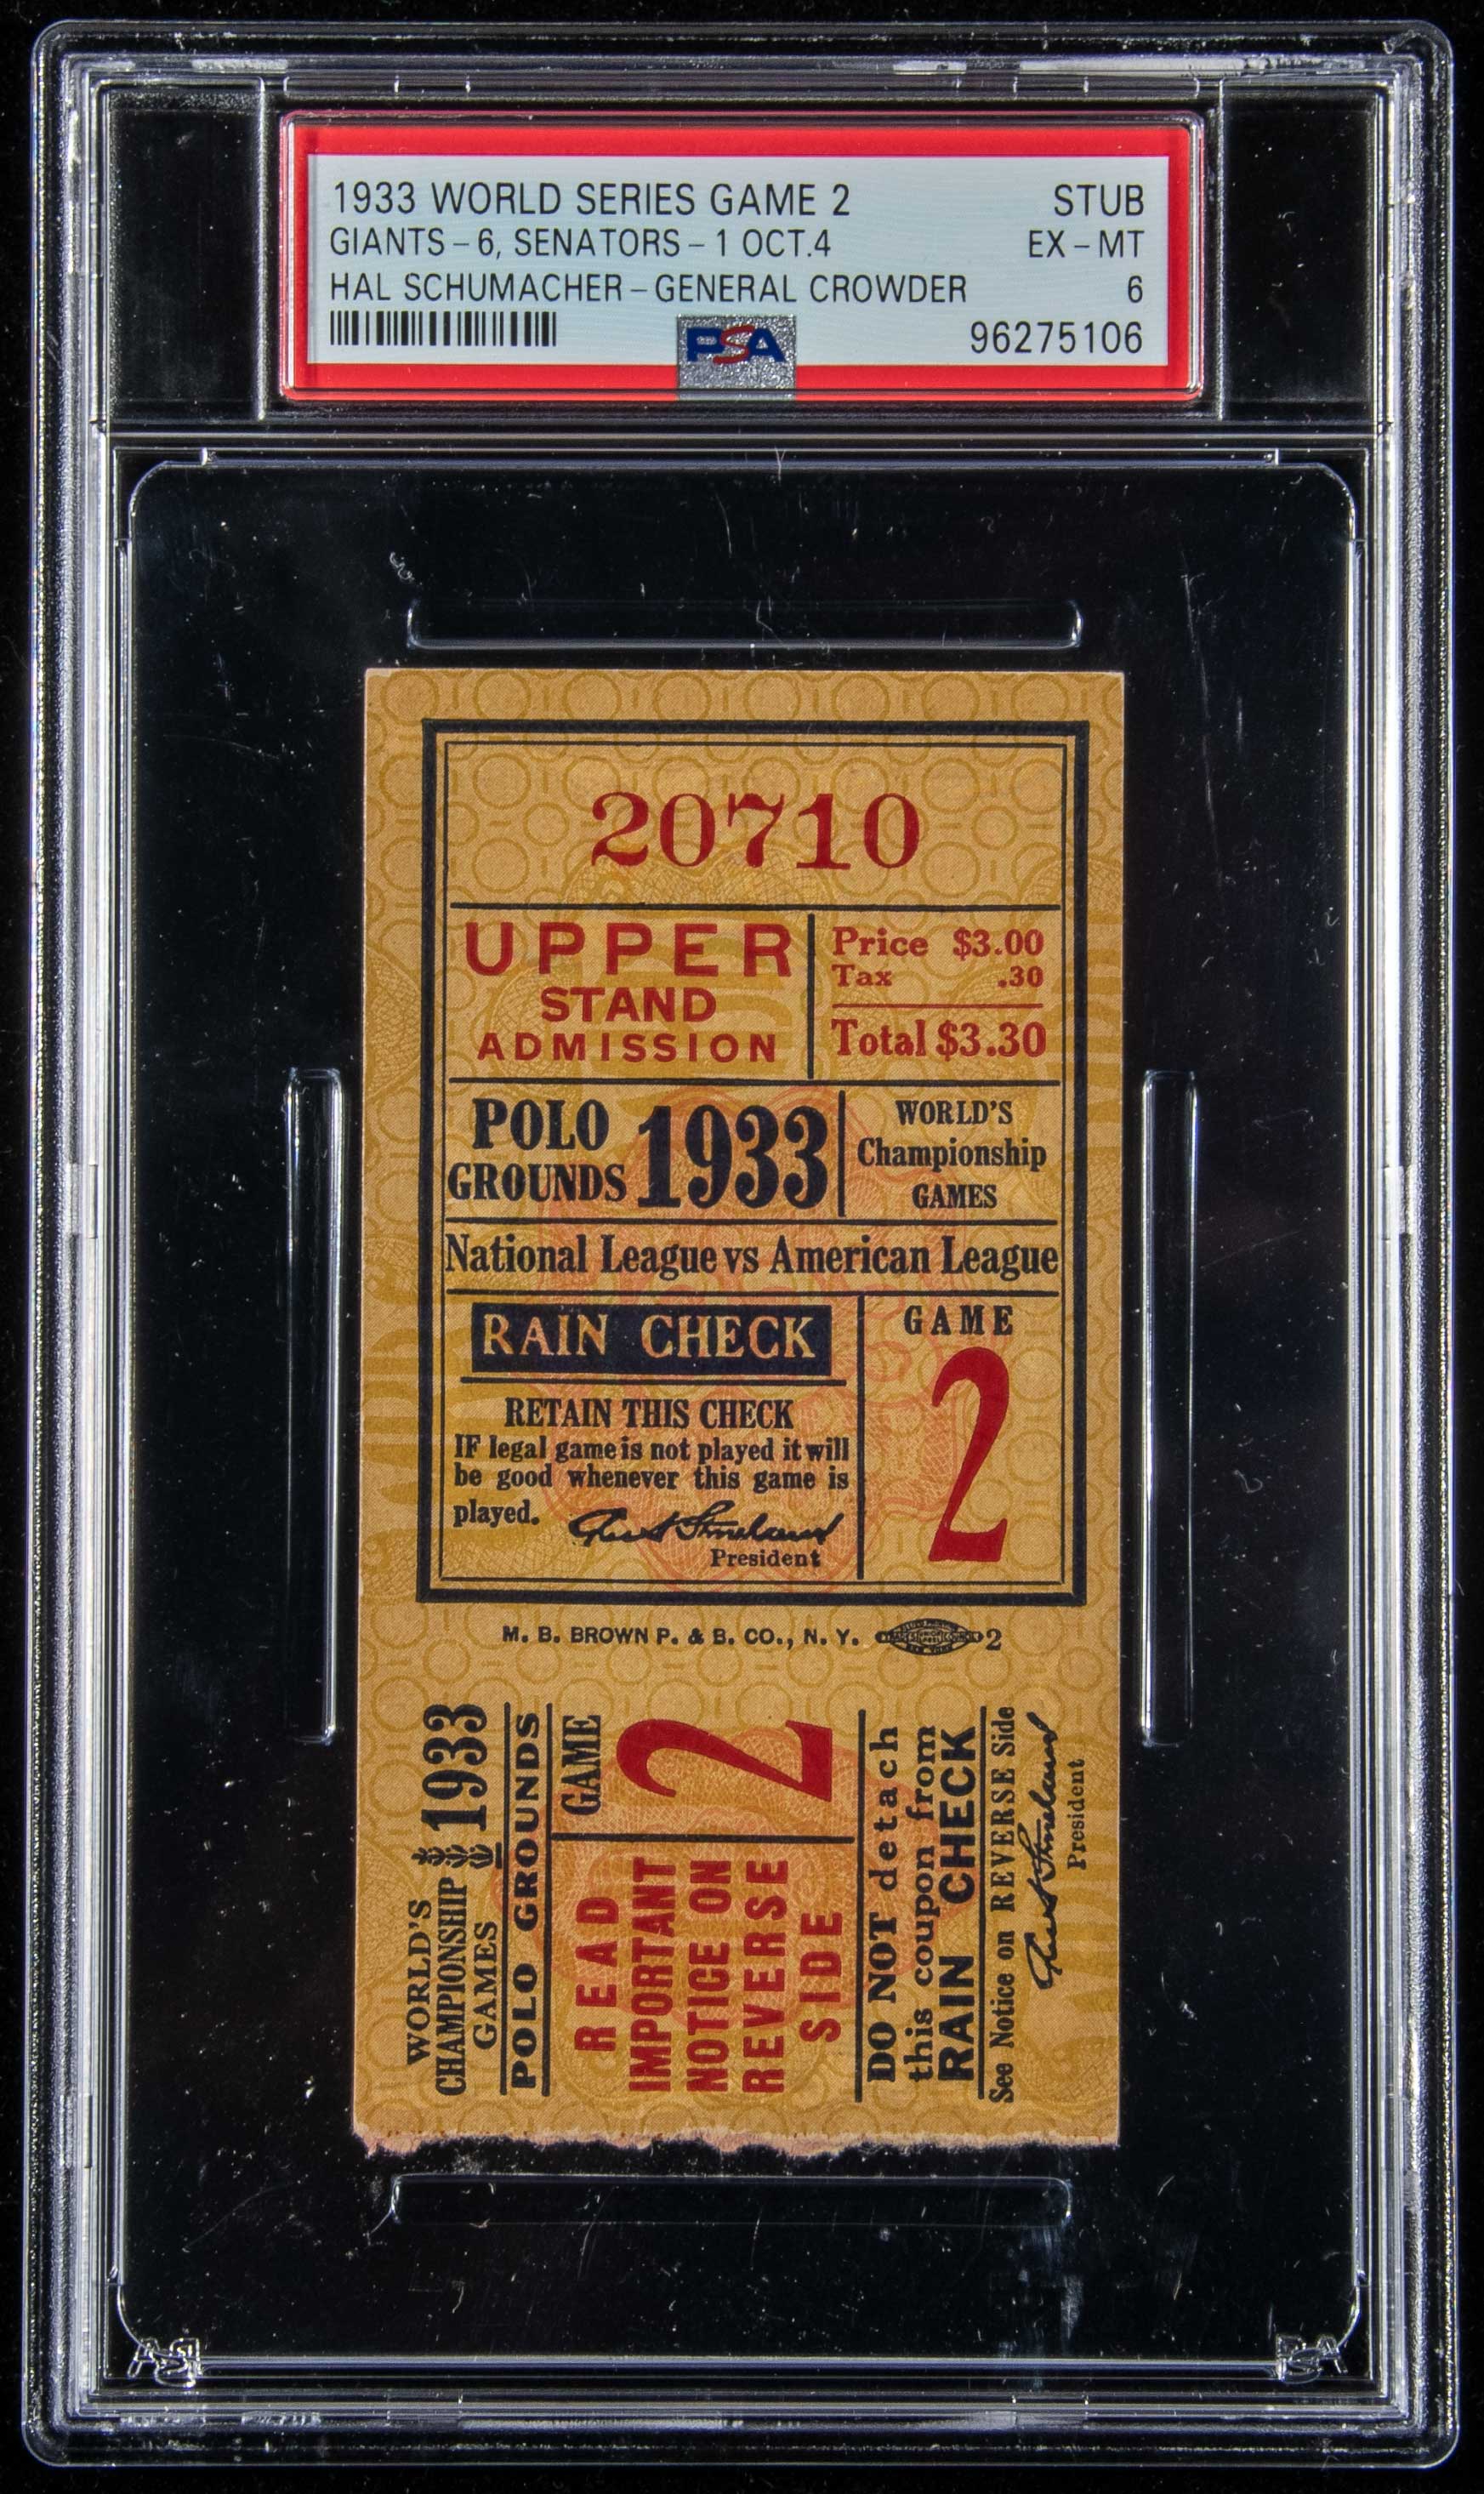 1933 WORLD SERIES GAME 2 STUB
GIANTS - 6, SENATORS - 1 OCT.4 EX - MT
HAL SCHUMACHER - GENERAL CROWDER 6
PSA 96275106
20710
UPPER
STAND
ADMISSION
Price $3.00
Tax .30
Total $3.30
POLO
GROUNDS
1933
WORLD'S
Championship
GAMES
National League vs American League
RAIN CHECK
RETAIN THIS CHECK
IF legal game is not played it will
be good whenever this game is
played.
President
GAME
2
M. B. BROWN P. & B. CO., N. Y. 2
WORLD'S
CHAMPIONSHIP
GAMES
1933
POLO GROUNDS
GAME
2
READ
IMPORTANT
NOTICE ON
REVERSE
SIDE
DO NOT detach
this coupon from
RAIN CHECK
See Notice on REVERSE Side
President
PSA
PSA